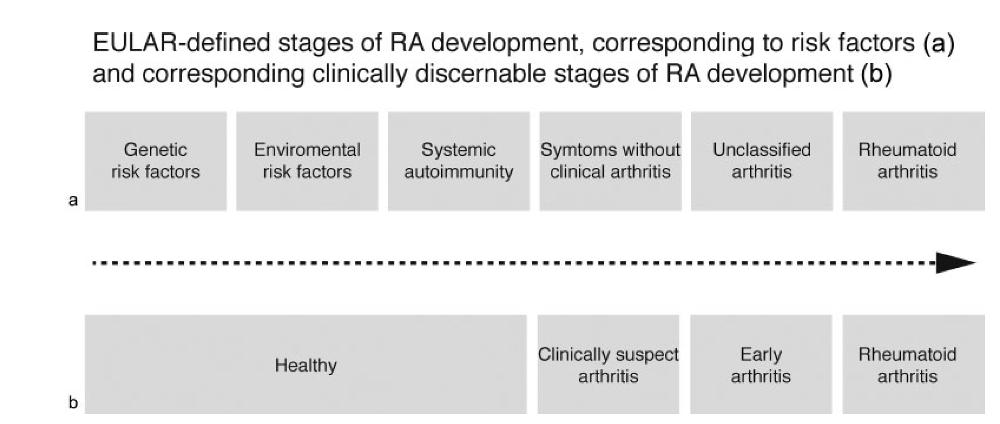 EULAR-defined stages of RA development, corresponding to risk factors (a)
and corresponding clinically discernable stages of RA development (b)
Genetic
risk factors
Enviromental
risk factors
Systemic
autoimmunity
Symtoms without
clinical arthritis
Unclassified
arthritis
Rheumatoid
arthritis
a
Healthy
Clinically suspect
arthritis
Early
arthritis
Rheumatoid
arthritis
b